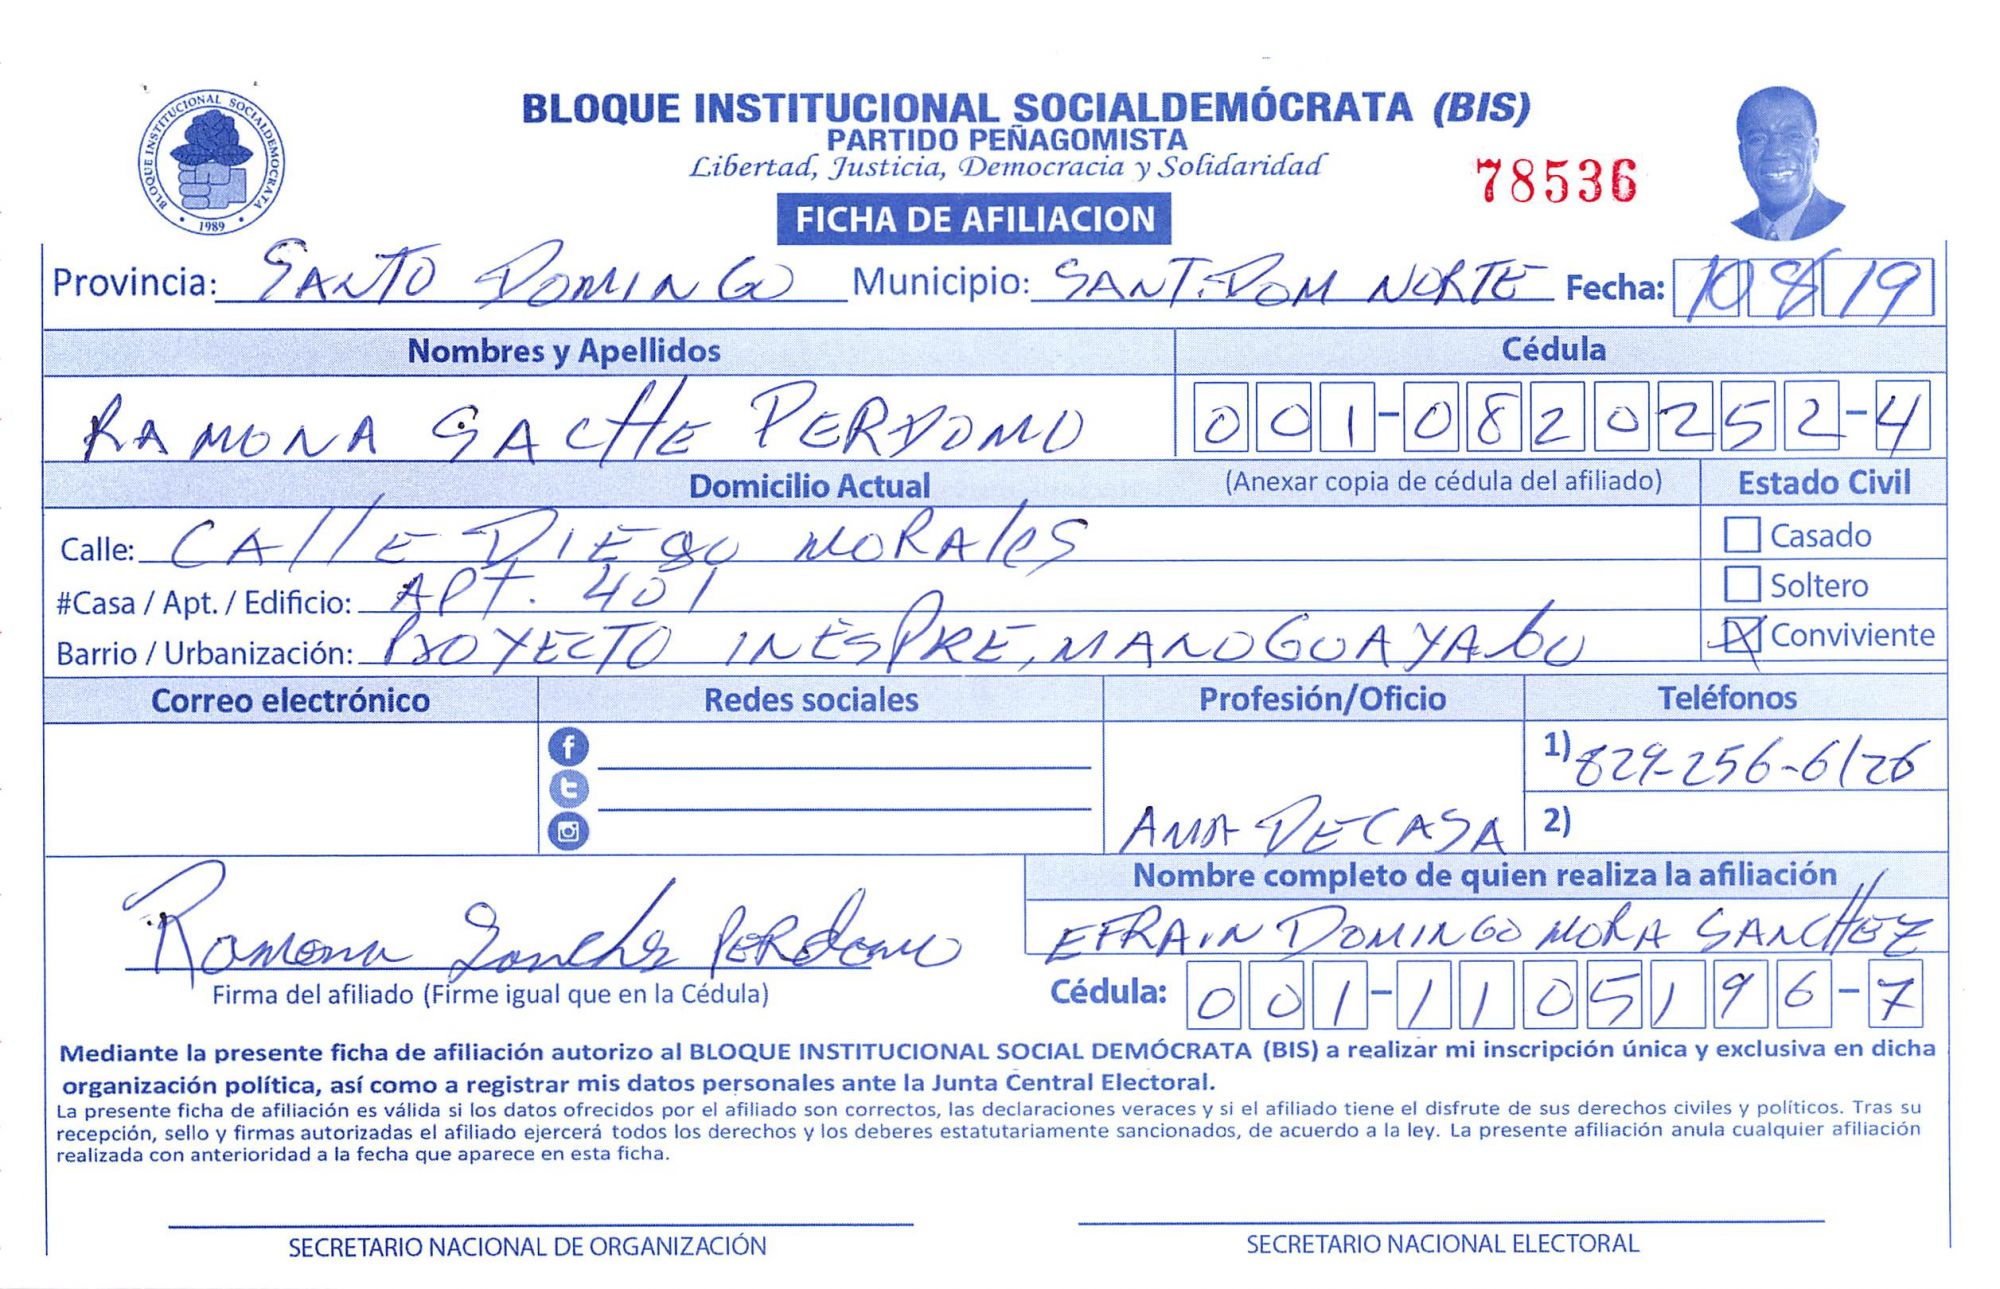 BLOQUE INSTITUCIONAL SOCIALDEMÓCRATA (BIS)
BLOQUE INSTITUCIONAL SOCIALDEMOCRATA
1989
PARTIDO PEÑAGOMISTA
Libertad, Justicia, Democracia y Solidaridad
78536
FICHA DE AFILIACION
Provincia: SANTO DOMINGO Municipio: SANT. DOM NORTE Fecha: 10 8 19
Nombres y Apellidos Cédula
RAMONA SACHE PERDOMO 001-0820252-4
Domicilio Actual (Anexar copia de cédula del afiliado) Estado Civil
Calle: CAllE DIEGO MORAleS Casado
#Casa / Apt. / Edificio: APT. 401 Soltero
Barrio / Urbanización: PROYECTO INESPRE, MANOGUAYABO X Conviviente
Correo electrónico Redes sociales Profesión/Oficio Teléfonos
1) 829-256-6126
AMA DE CASA 2)
Nombre completo de quien realiza la afiliación
Ramona Sanche PERdomo EFRAIN DOMINGO MORA SANCHEZ
Firma del afiliado (Firme igual que en la Cédula) Cédula: 001-1105196-7
Mediante la presente ficha de afiliación autorizo al BLOQUE INSTITUCIONAL SOCIAL DEMÓCRATA (BIS) a realizar mi inscripción única y exclusiva en dicha
organización política, así como a registrar mis datos personales ante la Junta Central Electoral.
La presente ficha de afiliación es válida si los datos ofrecidos por el afiliado son correctos, las declaraciones veraces y si el afiliado tiene el disfrute de sus derechos civiles y políticos. Tras su
recepción, sello y firmas autorizadas el afiliado ejercerá todos los derechos y los deberes estatutariamente sancionados, de acuerdo a la ley. La presente afiliación anula cualquier afiliación
realizada con anterioridad a la fecha que aparece en esta ficha.
SECRETARIO NACIONAL DE ORGANIZACIÓN SECRETARIO NACIONAL ELECTORAL